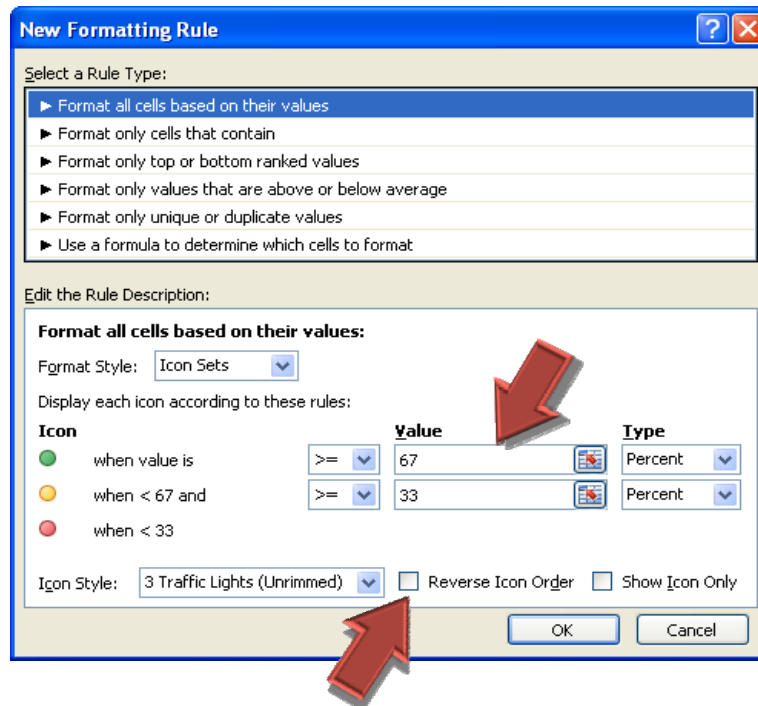 New Formatting Rule ?
Select a Rule Type:
► Format all cells based on their values
► Format only cells that contain
► Format only top or bottom ranked values
► Format only values that are above or below average
► Format only unique or duplicate values
► Use a formula to determine which cells to format
Edit the Rule Description:
Format all cells based on their values:
Format Style: Icon Sets
Display each icon according to these rules:
Icon Value Type
when value is >= 67 Percent
when < 67 and >= 33 Percent
when < 33
Icon Style: 3 Traffic Lights (Unrimmed) Reverse Icon Order Show Icon Only
OK Cancel